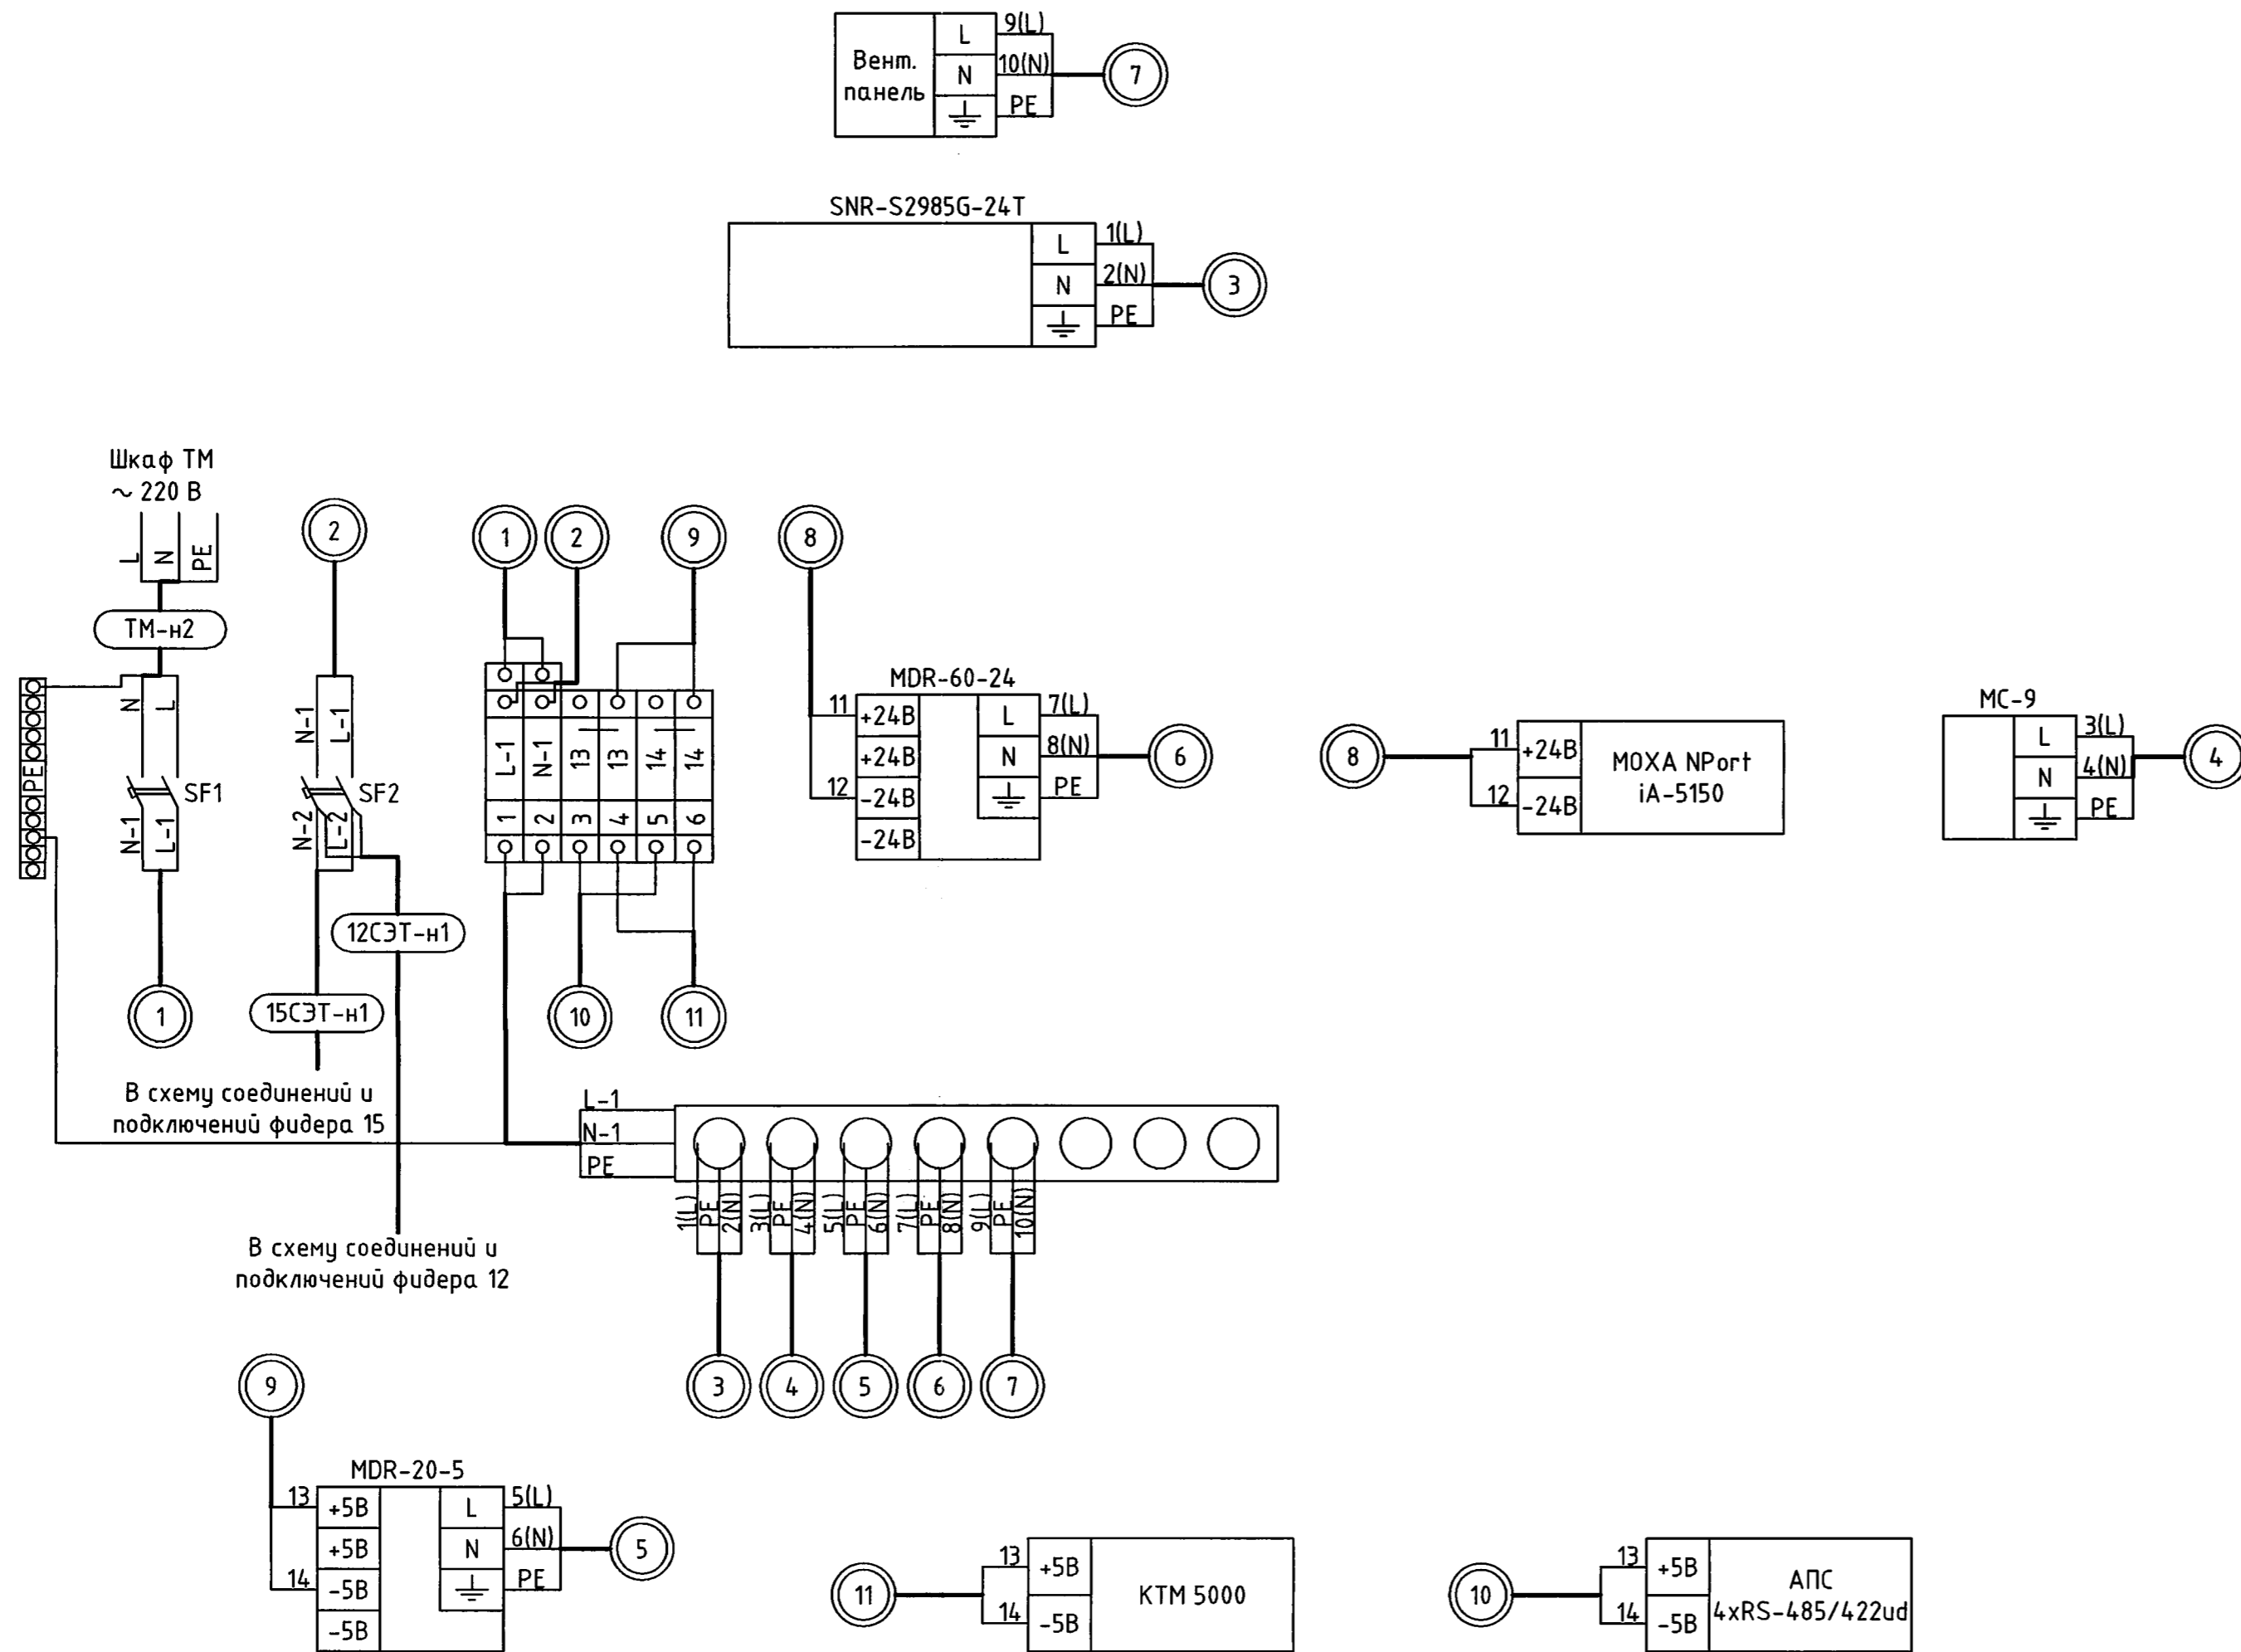 Вент.
панель
L
N
9(L)
10(N)
PE
7
SNR-S2985G-24T
L
N
1(L)
2(N)
PE
3
Шкаф ТМ
~ 220 В
L
N
PE
ТМ-н2
N
L
PE
SF1
N-1
L-1
1
2
N-1
L-1
SF2
N-2
L-2
12СЭТ-н1
15СЭТ-н1
В схему соединений и
подключений фидера 15
В схему соединений и
подключений фидера 12
1
2
9
L-1
N-1
13
13
14
14
1
2
3
4
5
6
10
11
8
MDR-60-24
11
+24В
+24В
12
-24В
-24В
L
N
7(L)
8(N)
PE
6
8
11
+24В
12
-24В
MOXA NPort
iA-5150
МС-9
L
N
3(L)
4(N)
PE
4
L-1
N-1
PE
1(L)
PE
2(N)
3(L)
PE
4(N)
5(L)
PE
6(N)
7(L)
PE
8(N)
9(L)
PE
10(N)
3
4
5
6
7
9
MDR-20-5
13
+5В
+5В
14
-5В
-5В
L
N
5(L)
6(N)
PE
5
11
13
+5В
14
-5В
КТМ 5000
10
13
+5В
14
-5В
АПС
4xRS-485/422ud